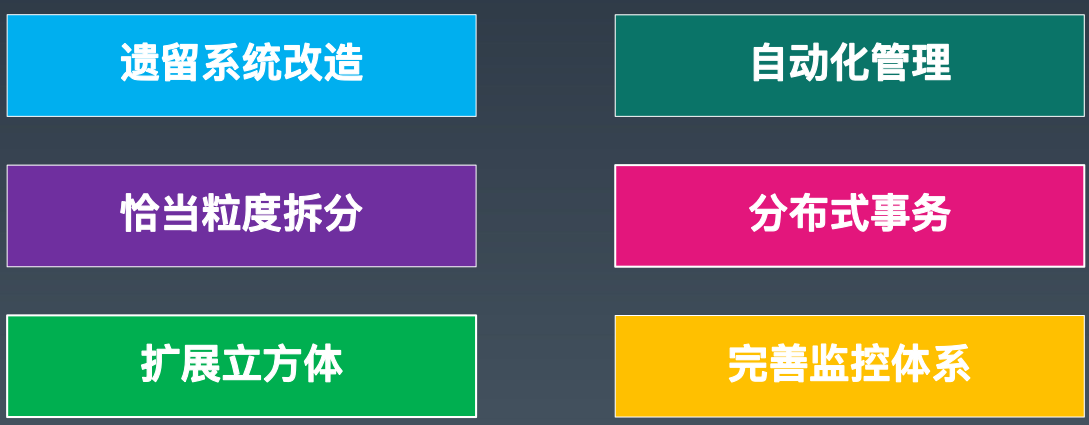 遗留系统改造
自动化管理
恰当粒度拆分
分布式事务
扩展立方体
完善监控体系